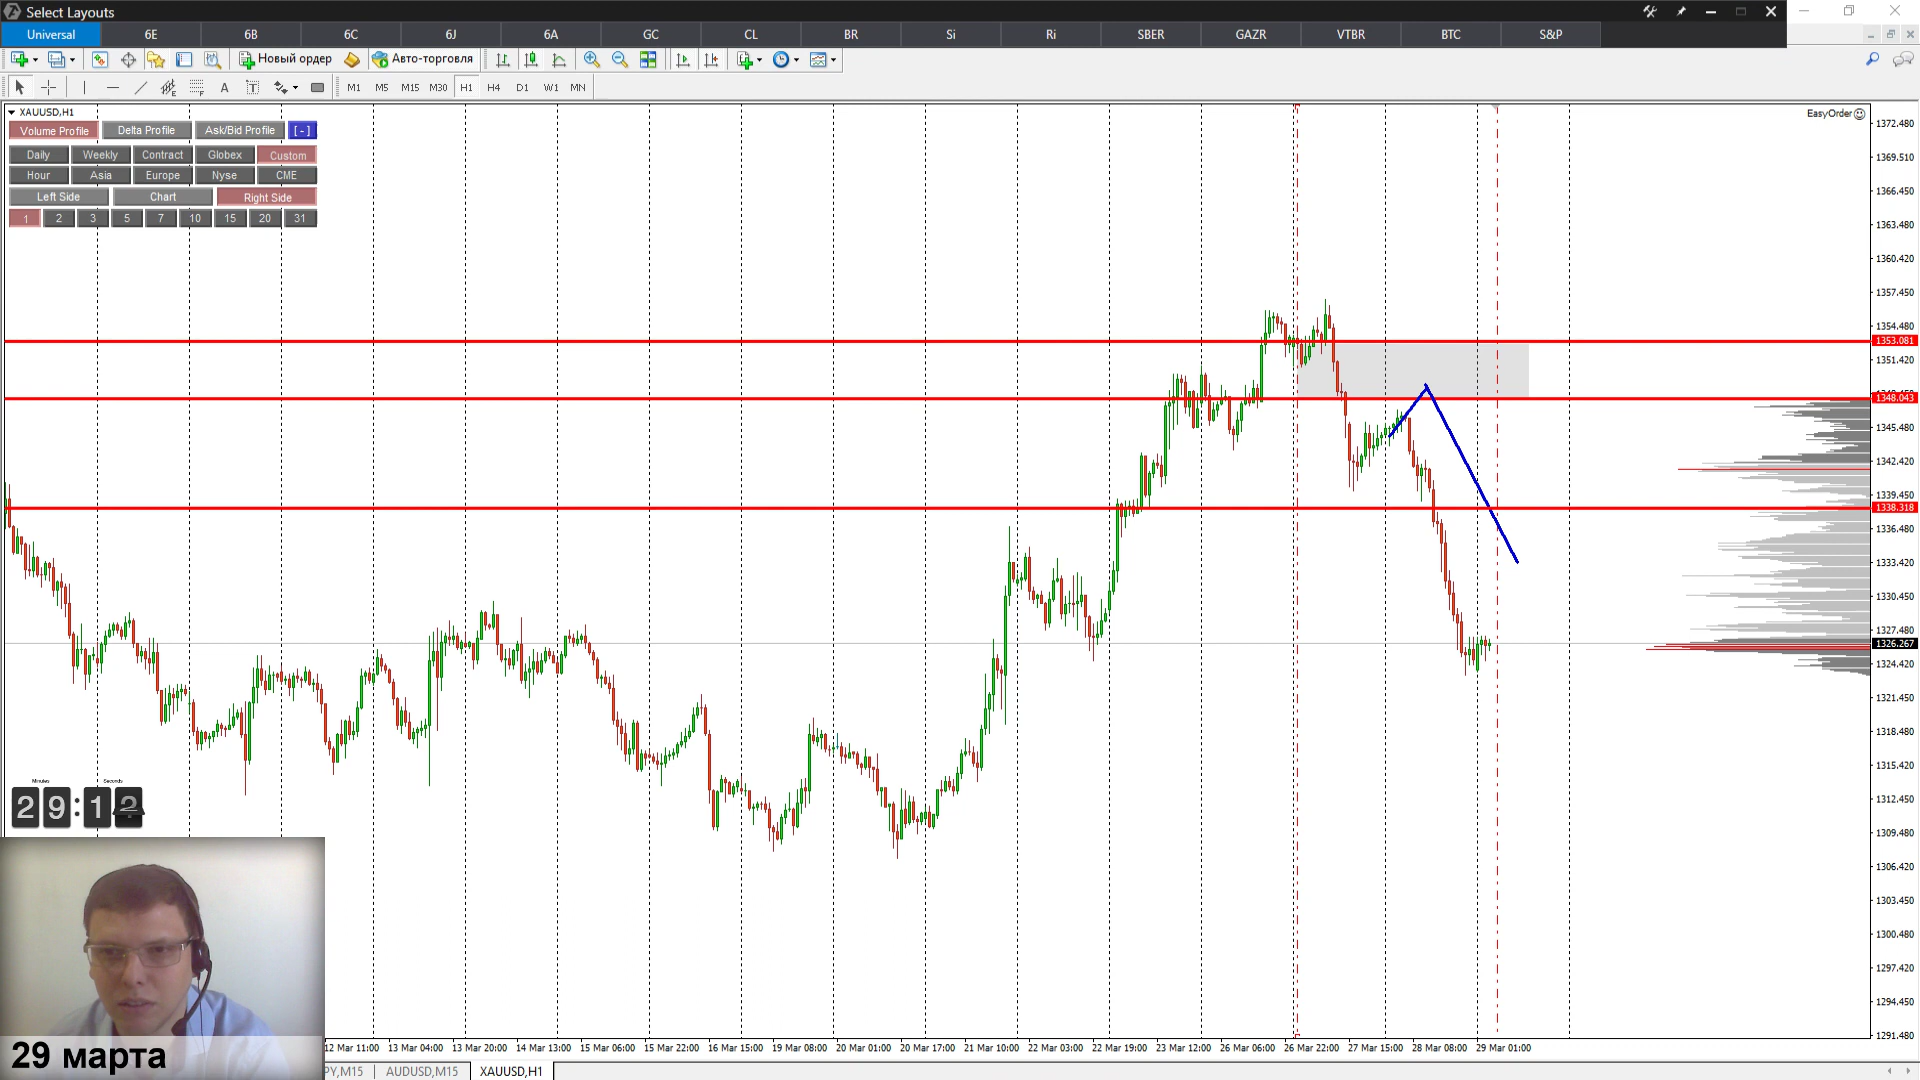 Select Layouts
Universal 6E 6B 6C 6J 6A GC CL BR Si Ri SBER GAZR VTBR BTC S&P
Новый ордер Авто-торговля
A T M1 M5 M15 M30 H1 H4 D1 W1 MN
XAUUSD,H1
EasyOrder
Volume Profile Delta Profile Ask/Bid Profile [-]
Daily Weekly Contract Globex Custom
Hour Asia Europe Nyse CME
Left Side Chart Right Side
1 2 3 5 7 10 15 20 31
1372.480
1369.510
1366.450
1363.480
1360.420
1357.450
1354.480
1353.081
1351.420
1348.043
1345.480
1342.420
1339.450
1338.318
1336.480
1333.420
1330.450
1327.480
1326.267
1324.420
1321.450
1318.480
1315.420
1312.450
1309.480
1306.420
1303.450
1300.480
1297.420
1294.450
1291.480
Minutes Seconds
29:1
29 марта
12 Mar 11:00 13 Mar 04:00 13 Mar 20:00 14 Mar 13:00 15 Mar 06:00 15 Mar 22:00 16 Mar 15:00 19 Mar 08:00 20 Mar 01:00 20 Mar 17:00 21 Mar 10:00 22 Mar 03:00 22 Mar 19:00 23 Mar 12:00 26 Mar 06:00 26 Mar 22:00 27 Mar 15:00 28 Mar 08:00 29 Mar 01:00
PY,M15 AUDUSD,M15 XAUUSD,H1